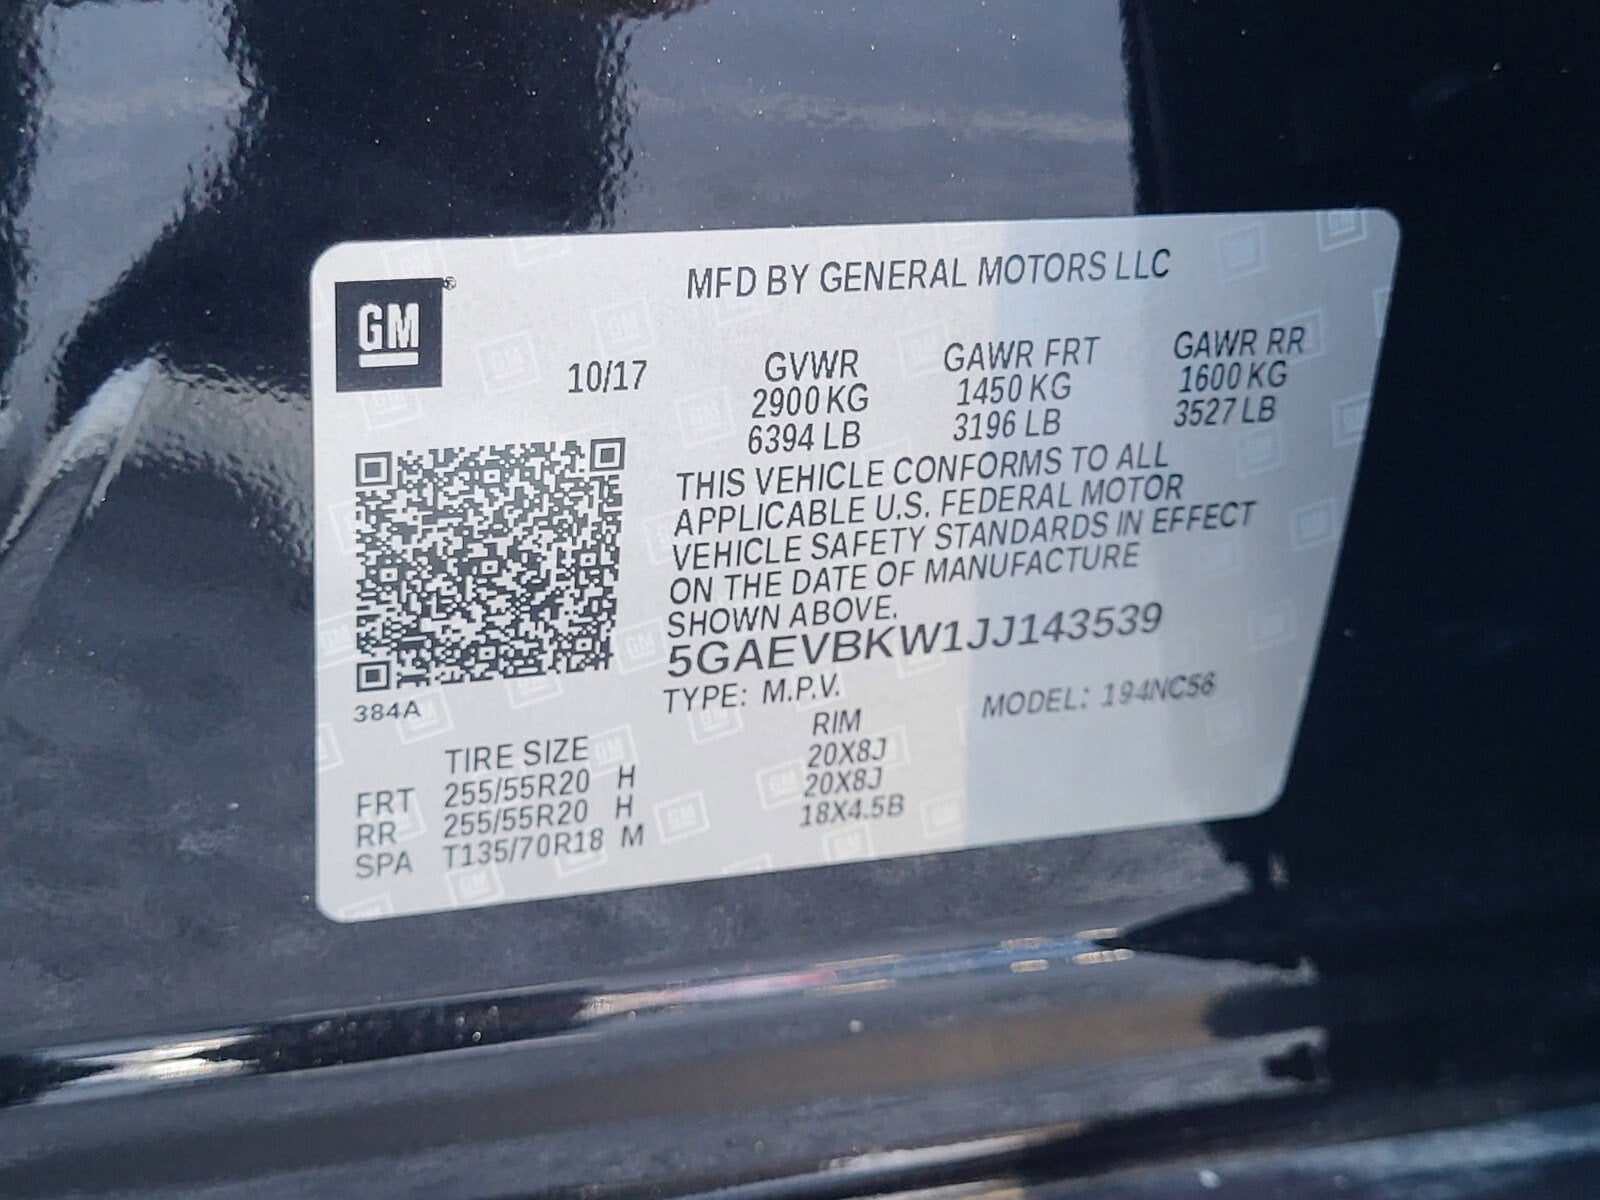 GM®
MFD BY GENERAL MOTORS LLC
10/17
GVWR
2900 KG
6394 LB
GAWR FRT
1450 KG
3196 LB
GAWR RR
1600 KG
3527 LB
THIS VEHICLE CONFORMS TO ALL
APPLICABLE U.S. FEDERAL MOTOR
VEHICLE SAFETY STANDARDS IN EFFECT
ON THE DATE OF MANUFACTURE
SHOWN ABOVE.
5GAEVBKW1JJ143539
TYPE: M.P.V.
MODEL: 194NC56
384A
TIRE SIZE RIM
FRT 255/55R20 H 20X8J
RR 255/55R20 H 20X8J
SPA T135/70R18 M 18X4.5B